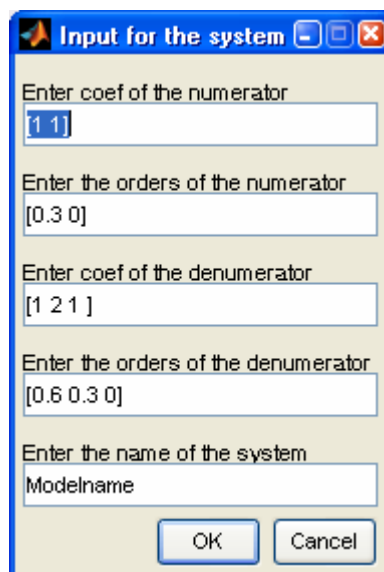 Input for the system
Enter coef of the numerator
[1 1]
Enter the orders of the numerator
[0.3 0]
Enter coef of the denumerator
[1 2 1 ]
Enter the orders of the denumerator
[0.6 0.3 0]
Enter the name of the system
Modelname
OK Cancel